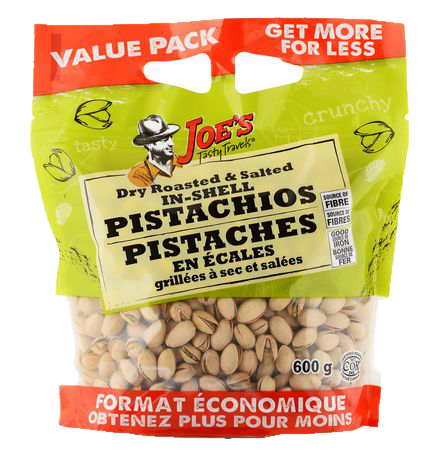 VALUE PACK
GET MORE
FOR LESS
tasty
crunchy
JOE'S
Tasty Travels®
Dry Roasted & Salted
IN-SHELL
PISTACHIOS
PISTACHES
EN ÉCALES
grillées à sec et salées
SOURCE OF
FIBRE
SOURCE OF
FIBRES
GOOD
SOURCE OF
IRON
BONNE
SOURCE DE
FER
600 g
COR
FORMAT ÉCONOMIQUE
OBTENEZ PLUS POUR MOINS